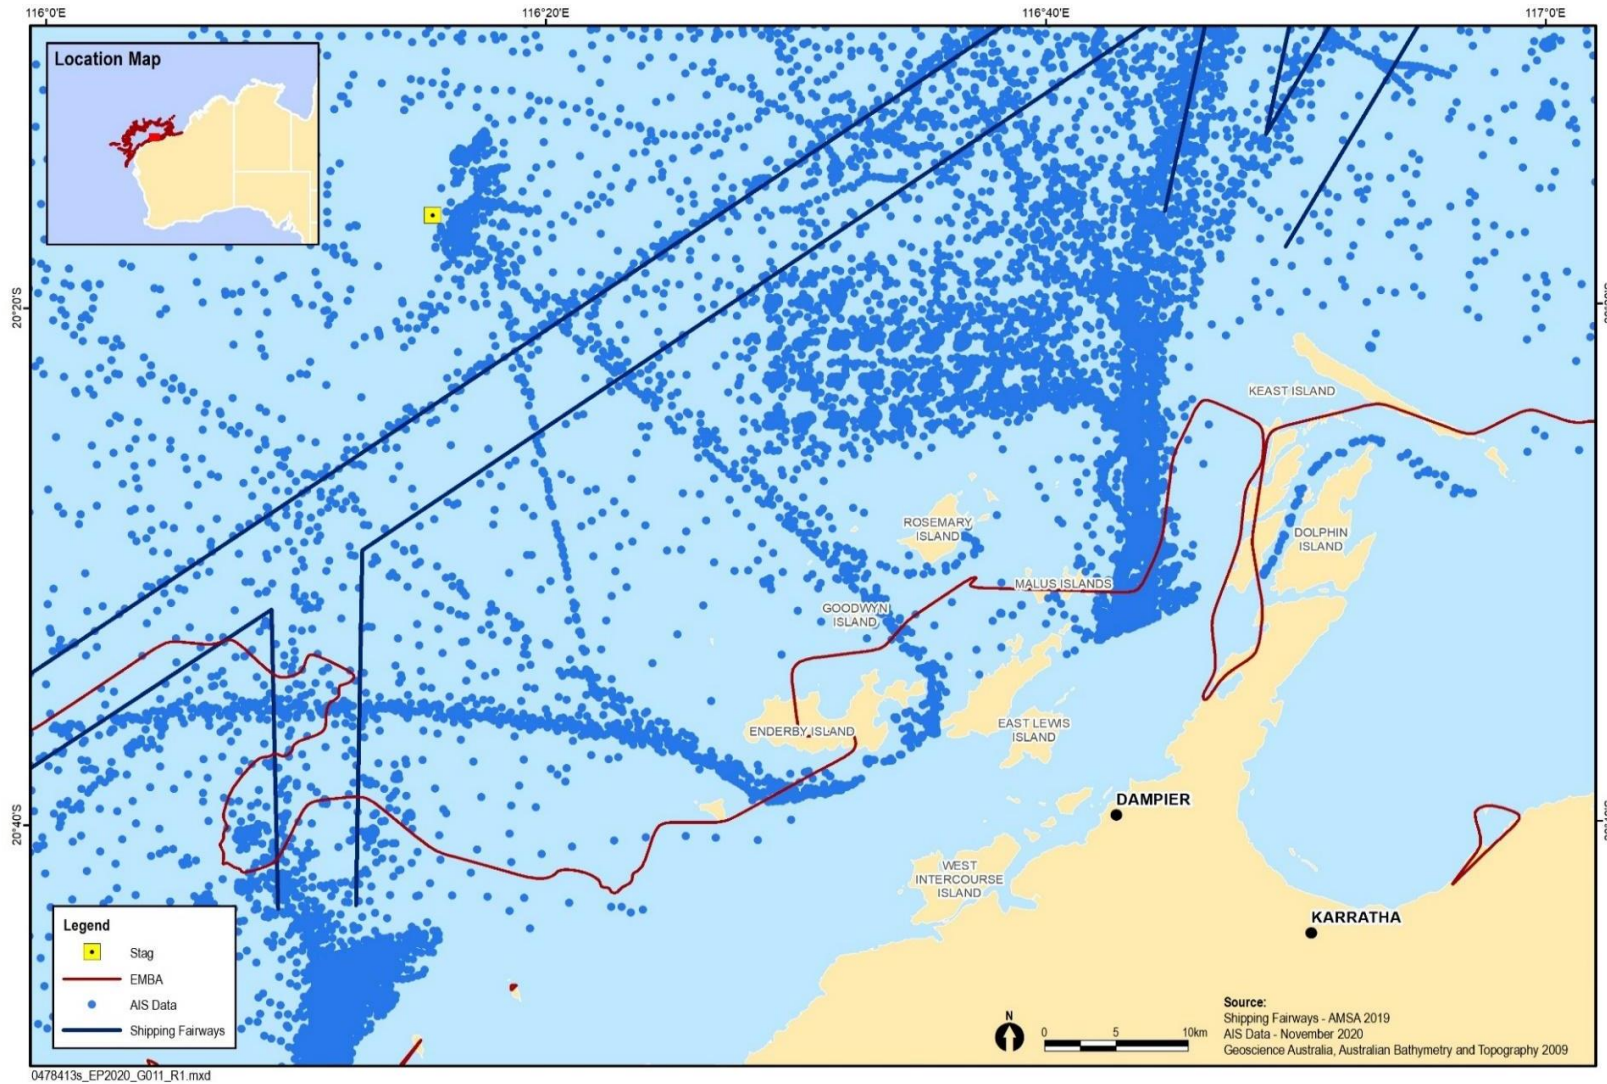 116°0'E
116°20'E
116°40'E
117°0'E
Location Map
20°20'S
KEAST ISLAND
ROSEMARY
ISLAND
DOLPHIN
ISLAND
MALUS ISLANDS
GOODWYN
ISLAND
ENDERBY ISLAND
EAST LEWIS
ISLAND
20°40'S
DAMPIER
WEST
INTERCOURSE
ISLAND
KARRATHA
Legend
Stag
EMBA
AIS Data
Shipping Fairways
N
0 5 10km
Source:
Shipping Fairways - AMSA 2019
AIS Data - November 2020
Geoscience Australia, Australian Bathymetry and Topography 2009
0478413s_EP2020_G011_R1.mxd